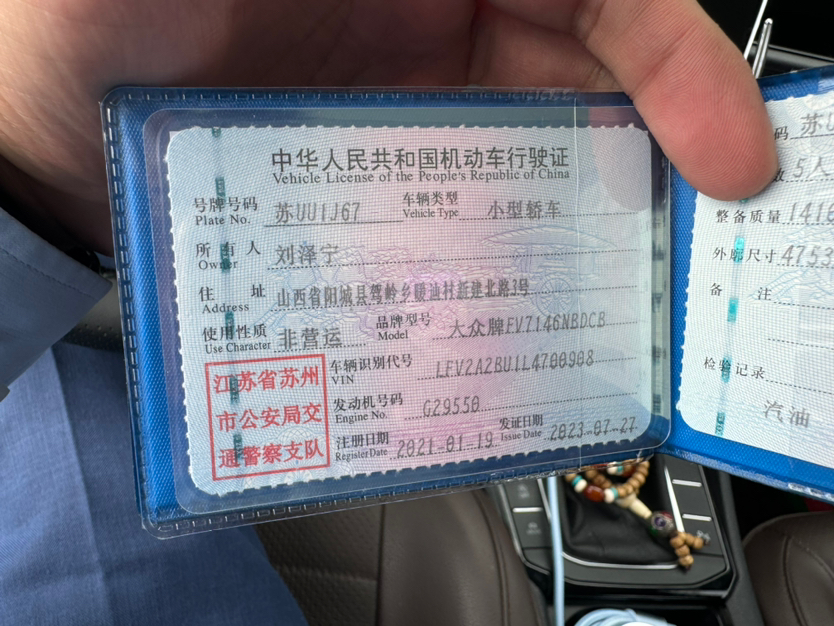 中华人民共和国机动车行驶证
Vehicle License of the People's Republic of China
号牌号码 苏UU1J67 车辆类型 小型轿车
Plate No. Vehicle Type
所有人 刘泽宇
Owner
住址 山西省阳城县驾岭乡暖迪村新建北路3号
Address
使用性质 非营运 品牌型号 大众牌FV7146NBDCB
Use Character Model
江苏省苏州
市公安局交
通警察支队
车辆识别代号 LFV2A2BU1L4700908
VIN
发动机号码 G29550
Engine No.
注册日期 2021-01-19 发证日期 2023-07-27
Register Date Issue Date
码 苏U
5人
整备质量 1418
外廓尺寸 4753
备注
检验记录
汽油